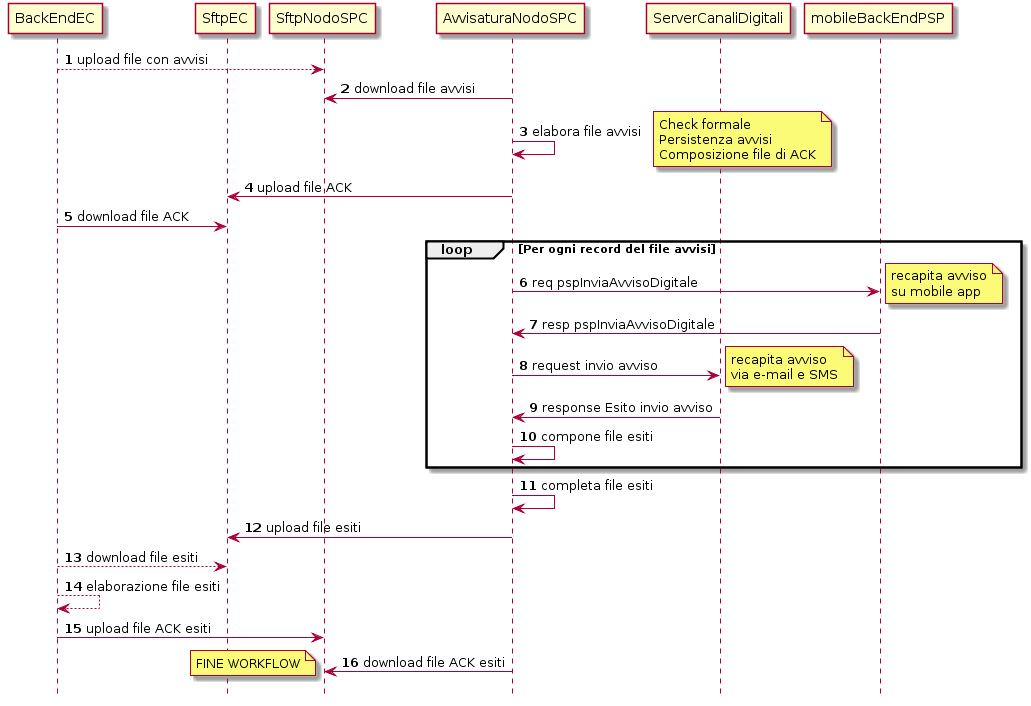 BackEndEC
SftpEC
SftpNodoSPC
AvvisaturaNodoSPC
ServerCanaliDigitali
mobileBackEndPSP
1 upload file con avvisi
2 download file avvisi
3 elabora file avvisi
Check formale
Persistenza avvisi
Composizione file di ACK
4 upload file ACK
5 download file ACK
loop
[Per ogni record del file avvisi]
6 req pspInviaAvvisoDigitale
recapita avviso
su mobile app
7 resp pspInviaAvvisoDigitale
8 request invio avviso
recapita avviso
via e-mail e SMS
9 response Esito invio avviso
10 compone file esiti
11 completa file esiti
12 upload file esiti
13 download file esiti
14 elaborazione file esiti
15 upload file ACK esiti
FINE WORKFLOW
16 download file ACK esiti